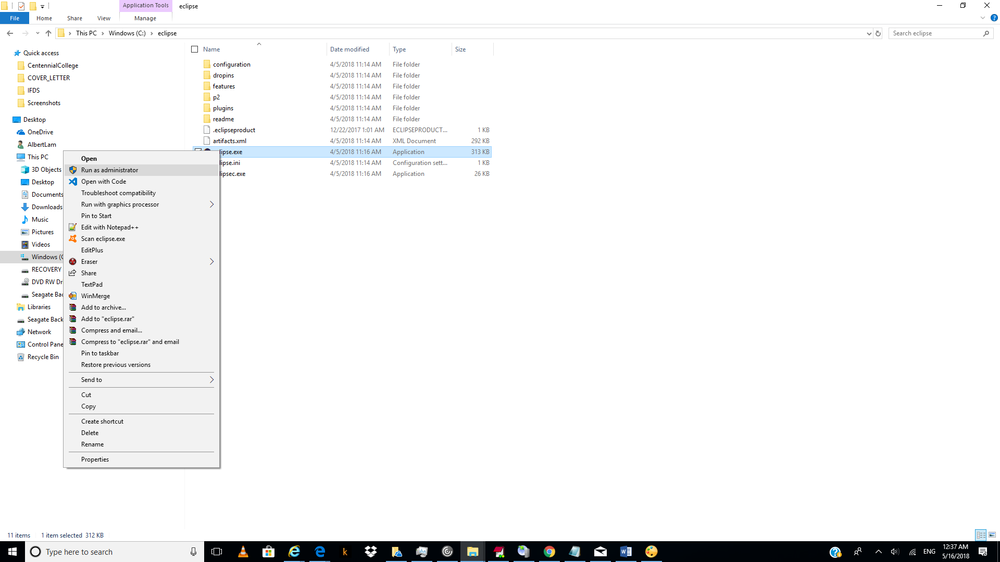 Application Tools
eclipse
File
Home
Share
View
Manage
This PC
Windows (C:)
eclipse
Search eclipse
Quick access
CentennialCollege
COVER_LETTER
IFDS
Screenshots
Desktop
OneDrive
AlbertLam
This PC
3D Objects
Desktop
Documents
Downloads
Music
Pictures
Videos
Windows (C
RECOVERY
DVD RW Dr
Seagate Bac
Libraries
Seagate Back
Network
Control Pane
Recycle Bin
Name Date modified Type Size
configuration 4/5/2018 11:14 AM File folder
dropins 4/5/2018 11:14 AM File folder
features 4/5/2018 11:14 AM File folder
p2 4/5/2018 11:14 AM File folder
plugins 4/5/2018 11:14 AM File folder
readme 4/5/2018 11:14 AM File folder
.eclipseproduct 12/22/2017 1:01 AM ECLIPSEPRODUCT... 1 KB
artifacts.xml 4/5/2018 11:14 AM XML Document 292 KB
lipse.exe 4/5/2018 11:16 AM Application 313 KB
lipse.ini 4/5/2018 11:14 AM Configuration sett... 1 KB
lipsec.exe 4/5/2018 11:16 AM Application 26 KB
Open
Run as administrator
Open with Code
Troubleshoot compatibility
Run with graphics processor
Pin to Start
Edit with Notepad++
Scan eclipse.exe
EditPlus
Eraser
Share
TextPad
WinMerge
Add to archive...
Add to "eclipse.rar"
Compress and email...
Compress to "eclipse.rar" and email
Pin to taskbar
Restore previous versions
Send to
Cut
Copy
Create shortcut
Delete
Rename
Properties
11 items 1 item selected 312 KB
Type here to search
ENG
12:37 AM
5/16/2018